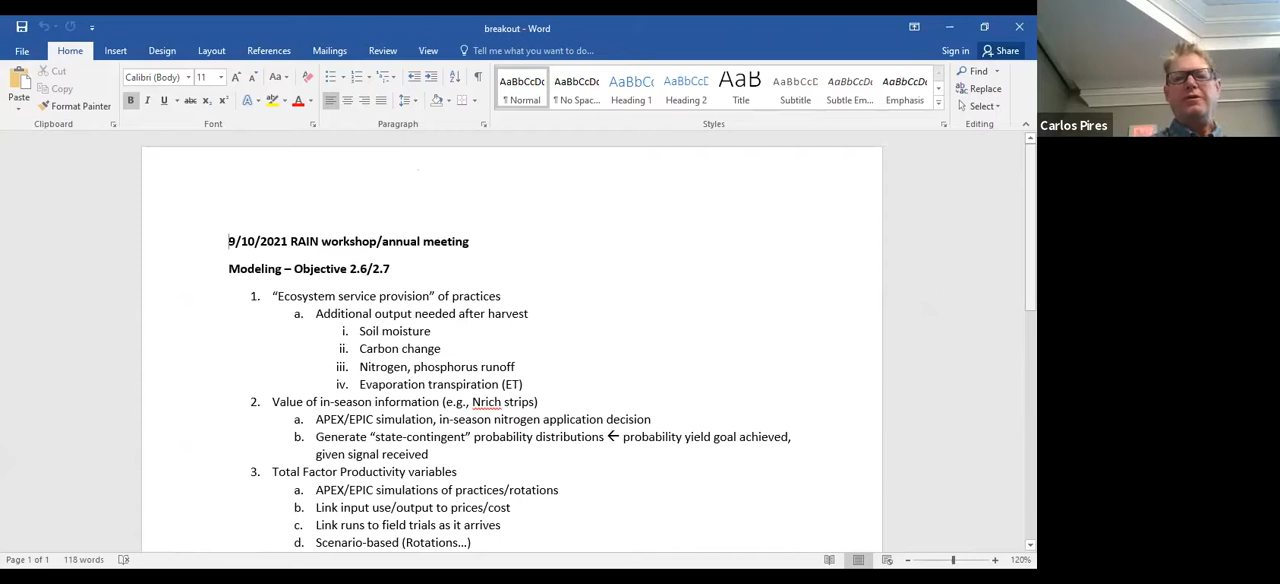 breakout - Word
File Home Insert Design Layout References Mailings Review View Tell me what you want to do... Sign in Share
Paste Cut Copy Format Painter
Calibri (Body) 11
Find Replace Select
AaBbCcDc ¶ Normal
AaBbCcDc ¶ No Spac...
AaBbC Heading 1
AaBbCc Heading 2
AaB Title
AaBbCcD Subtitle
AaBbCcDc Subtle Em...
AaBbCcDc Emphasis
Clipboard Font Paragraph Styles Editing
Carlos Pires
9/10/2021 RAIN workshop/annual meeting
Modeling – Objective 2.6/2.7
1. “Ecosystem service provision” of practices
a. Additional output needed after harvest
i. Soil moisture
ii. Carbon change
iii. Nitrogen, phosphorus runoff
iv. Evaporation transpiration (ET)
2. Value of in-season information (e.g., Nrich strips)
a. APEX/EPIC simulation, in-season nitrogen application decision
b. Generate “state-contingent” probability distributions ← probability yield goal achieved,
given signal received
3. Total Factor Productivity variables
a. APEX/EPIC simulations of practices/rotations
b. Link input use/output to prices/cost
c. Link runs to field trials as it arrives
d. Scenario-based (Rotations...)
Page 1 of 1 118 words 120%